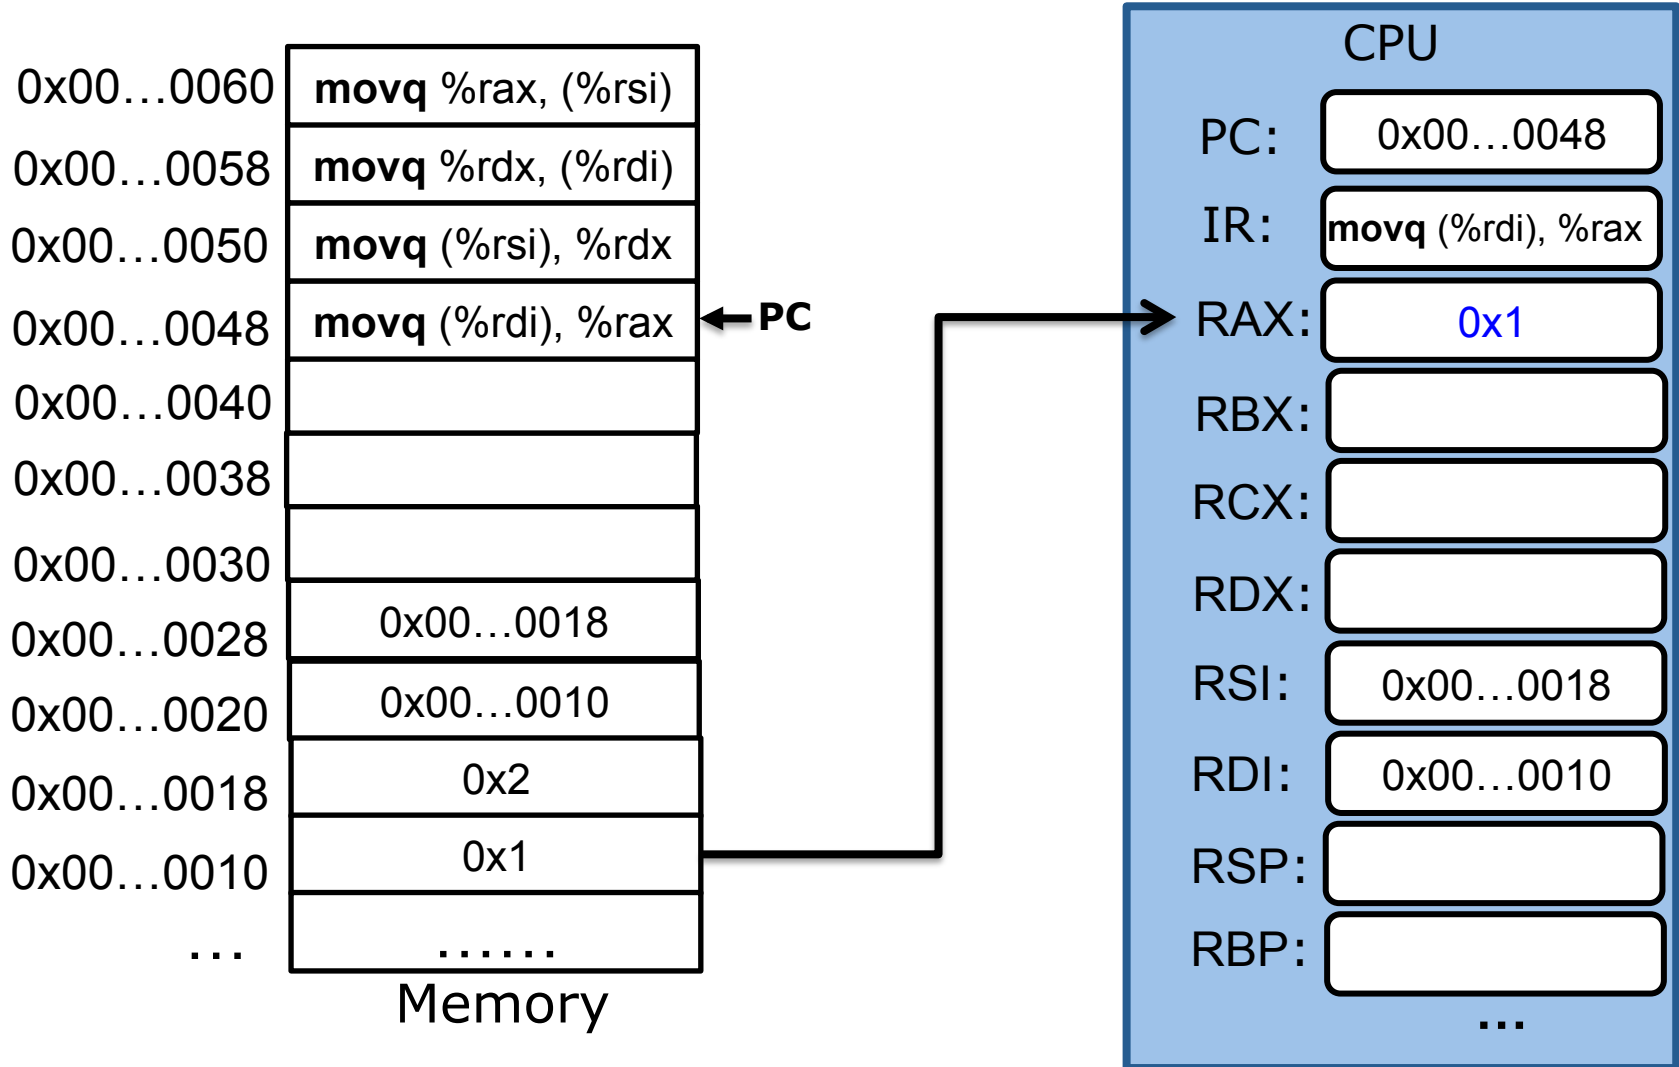 0x00…0060 movq %rax, (%rsi)
0x00…0058 movq %rdx, (%rdi)
0x00…0050 movq (%rsi), %rdx
0x00…0048 movq (%rdi), %rax PC
0x00…0040
0x00…0038
0x00…0030
0x00…0028 0x00…0018
0x00…0020 0x00…0010
0x00…0018 0x2
0x00…0010 0x1
… ……
Memory
CPU
PC: 0x00…0048
IR: movq (%rdi), %rax
RAX: 0x1
RBX:
RCX:
RDX:
RSI: 0x00…0018
RDI: 0x00…0010
RSP:
RBP:
…